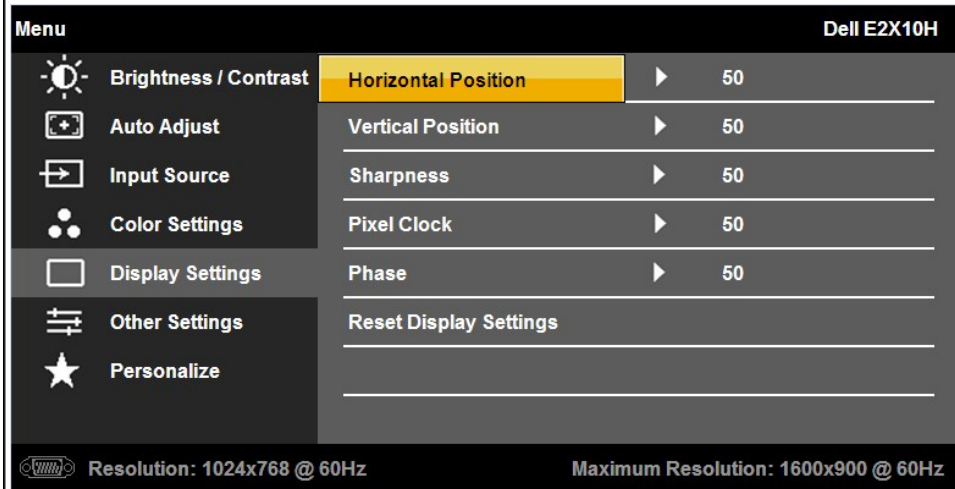 Menu Dell E2X10H
Brightness / Contrast Horizontal Position 50
Auto Adjust Vertical Position 50
Input Source Sharpness 50
Color Settings Pixel Clock 50
Display Settings Phase 50
Other Settings Reset Display Settings
Personalize
Resolution: 1024x768 @ 60Hz Maximum Resolution: 1600x900 @ 60Hz